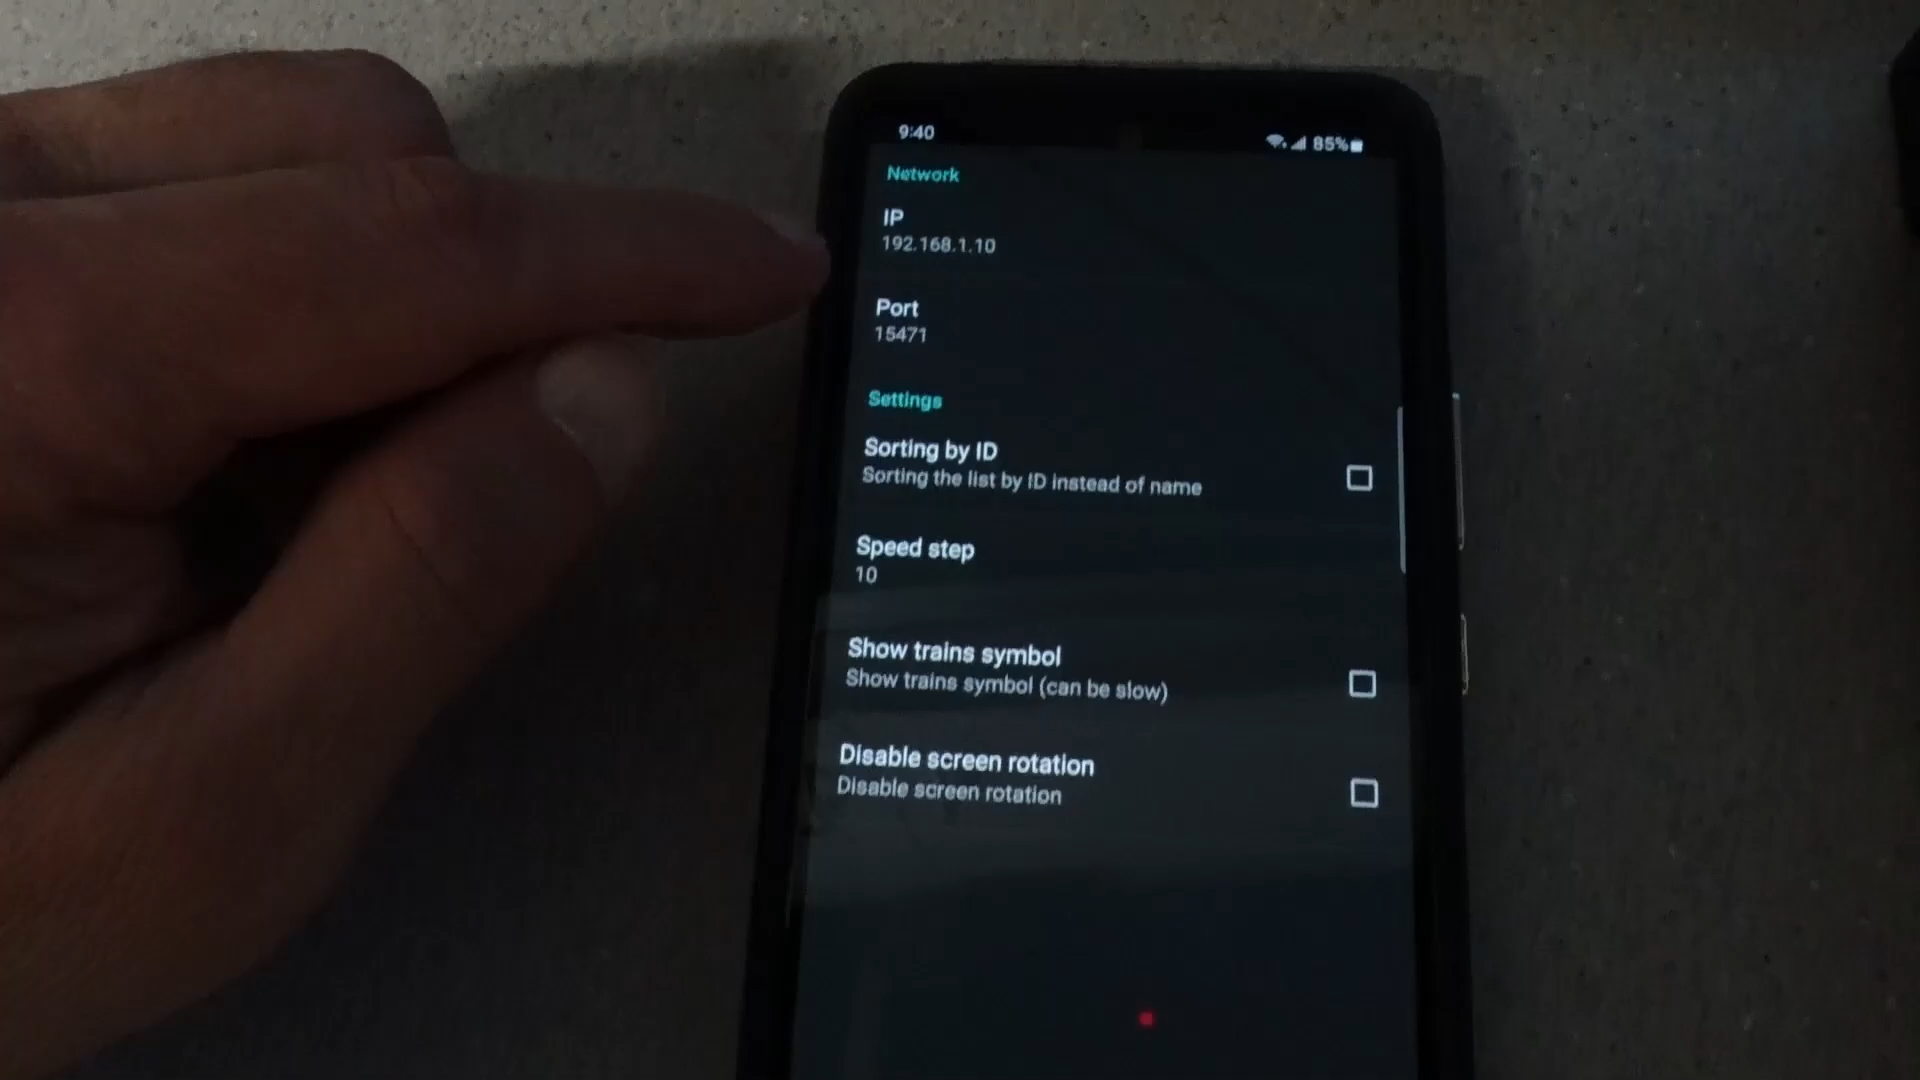 9:40
85%
Network
IP
192.168.1.10
Port
15471
Settings
Sorting by ID
Sorting the list by ID instead of name
Speed step
10
Show trains symbol
Show trains symbol (can be slow)
Disable screen rotation
Disable screen rotation